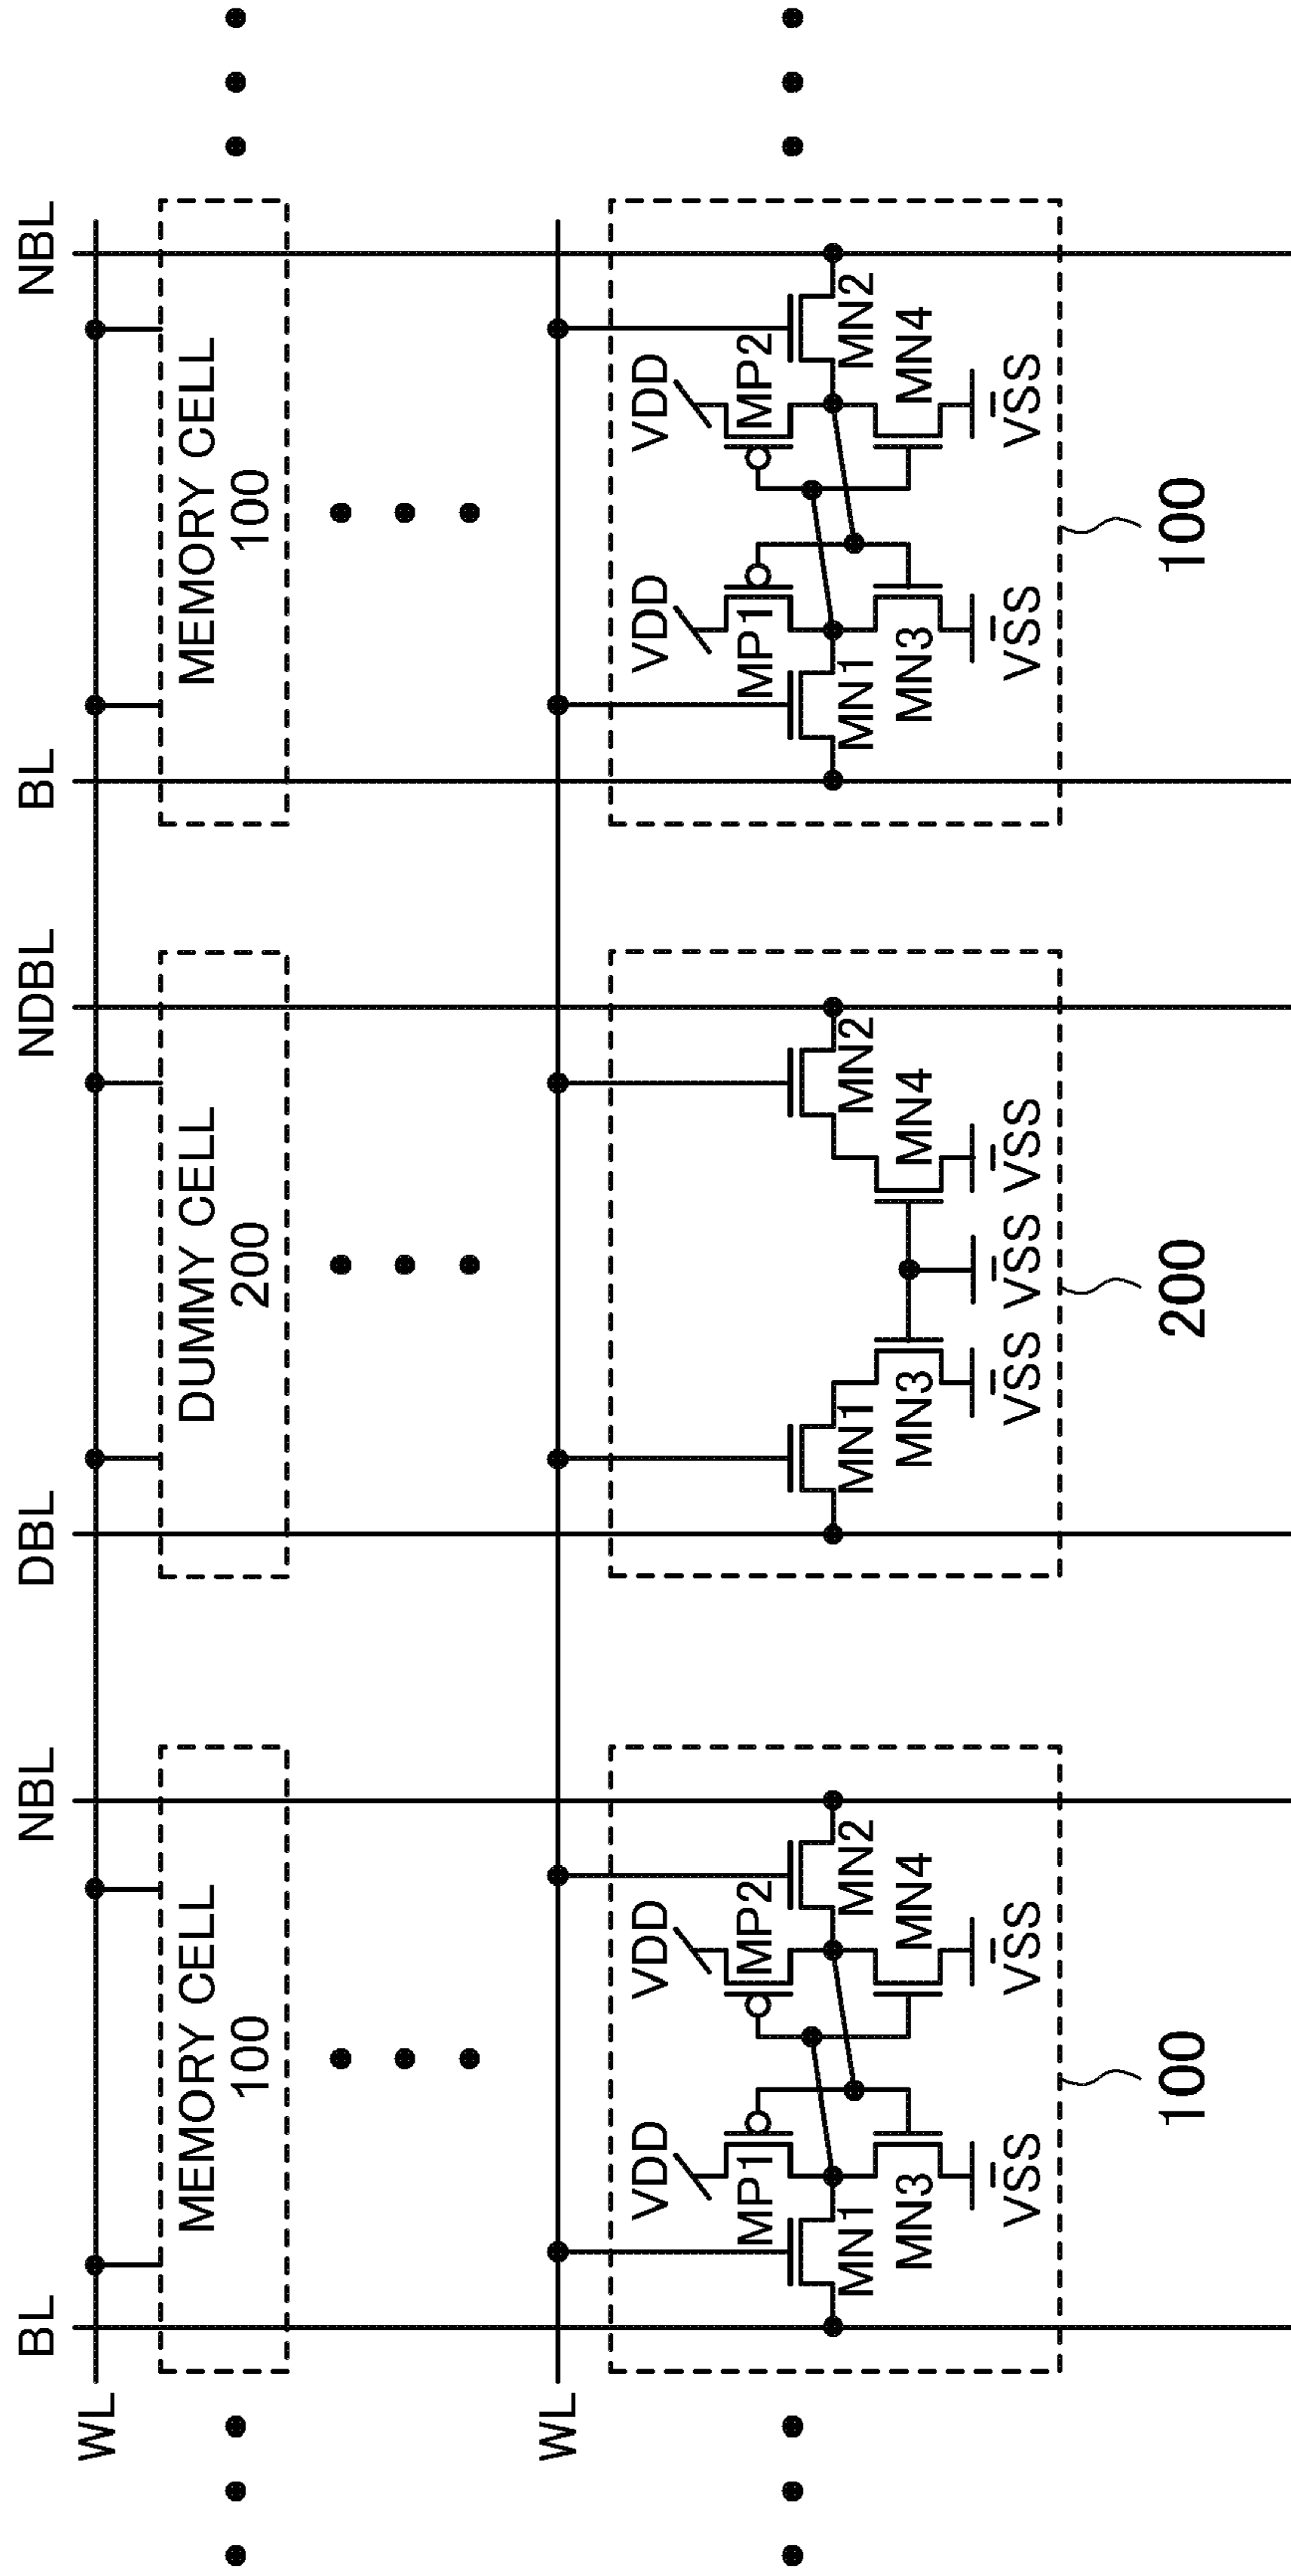 BL NBL DBL NDBL BL NBL
WL
MEMORY CELL
100
DUMMY CELL
200
MEMORY CELL
100
WL
VDD VDD
MP1 MP2
MN1 MN2
MN3 MN4
VSS VSS
100
MN1 MN2
MN3 MN4
VSS VSS VSS
200
VDD VDD
MP1 MP2
MN1 MN2
MN3 MN4
VSS VSS
100